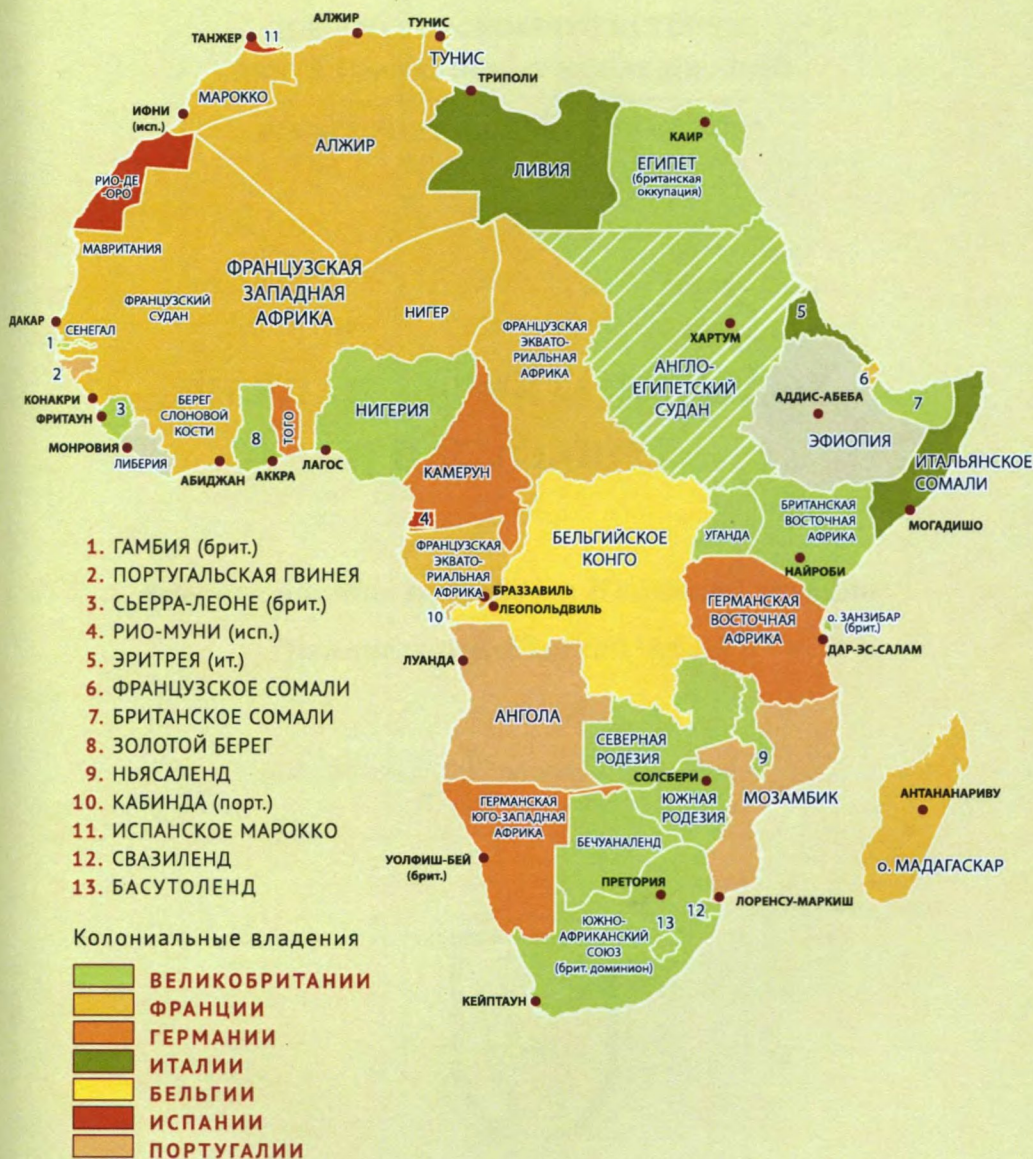 АЛЖИР
ТУНИС
ТАНЖЕР
11
ТУНИС
ТРИПОЛИ
МАРОККО
ИФНИ
(исп.)
КАИР
АЛЖИР
ЛИВИЯ
ЕГИПЕТ
(британская
оккупация)
РИО-ДЕ
-ОРО
МАВРИТАНИЯ
ФРАНЦУЗСКАЯ
ЗАПАДНАЯ
АФРИКА
ФРАНЦУЗСКИЙ
СУДАН
НИГЕР
ДАКАР
СЕНЕГАЛ
1
2
ФРАНЦУЗСКАЯ
ЭКВАТО-
РИАЛЬНАЯ
АФРИКА
ХАРТУМ
5
АНГЛО-
ЕГИПЕТСКИЙ
СУДАН
6
КОНАКРИ
ФРИТАУН
3
БЕРЕГ
СЛОНОВОЙ
КОСТИ
8
ТОГО
НИГЕРИЯ
АДДИС-АБЕБА
7
ЭФИОПИЯ
МОНРОВИЯ
ЛИБЕРИЯ
АБИДЖАН
АККРА
ЛАГОС
КАМЕРУН
ИТАЛЬЯНСКОЕ
СОМАЛИ
4
БРИТАНСКАЯ
ВОСТОЧНАЯ
АФРИКА
МОГАДИШО
УГАНДА
БЕЛЬГИЙСКОЕ
КОНГО
ФРАНЦУЗСКАЯ
ЭКВАТО-
РИАЛЬНАЯ
АФРИКА
НАЙРОБИ
БРАЗЗАВИЛЬ
ЛЕОПОЛЬДВИЛЬ
10
ГЕРМАНСКАЯ
ВОСТОЧНАЯ
АФРИКА
о. ЗАНЗИБАР
(брит.)
ДАР-ЭС-САЛАМ
ЛУАНДА
АНГОЛА
СЕВЕРНАЯ
РОДЕЗИЯ
9
СОЛСБЕРИ
МОЗАМБИК
АНТАНАНАРИВУ
ГЕРМАНСКАЯ
ЮГО-ЗАПАДНАЯ
АФРИКА
ЮЖНАЯ
РОДЕЗИЯ
БЕЧУАНАЛЕНД
УОЛФИШ-БЕЙ
(брит.)
о. МАДАГАСКАР
ПРЕТОРИЯ
ЛОРЕНСУ-МАРКИШ
12
13
ЮЖНО-
АФРИКАНСКИЙ
СОЮЗ
(брит. доминион)
КЕЙПТАУН
1. ГАМБИЯ (брит.)
2. ПОРТУГАЛЬСКАЯ ГВИНЕЯ
3. СЬЕРРА-ЛЕОНЕ (брит.)
4. РИО-МУНИ (исп.)
5. ЭРИТРЕЯ (ит.)
6. ФРАНЦУЗСКОЕ СОМАЛИ
7. БРИТАНСКОЕ СОМАЛИ
8. ЗОЛОТОЙ БЕРЕГ
9. НЬЯСАЛЕНД
10. КАБИНДА (порт.)
11. ИСПАНСКОЕ МАРОККО
12. СВАЗИЛЕНД
13. БАСУТОЛЕНД
Колониальные владения
ВЕЛИКОБРИТАНИИ
ФРАНЦИИ
ГЕРМАНИИ
ИТАЛИИ
БЕЛЬГИИ
ИСПАНИИ
ПОРТУГАЛИИ